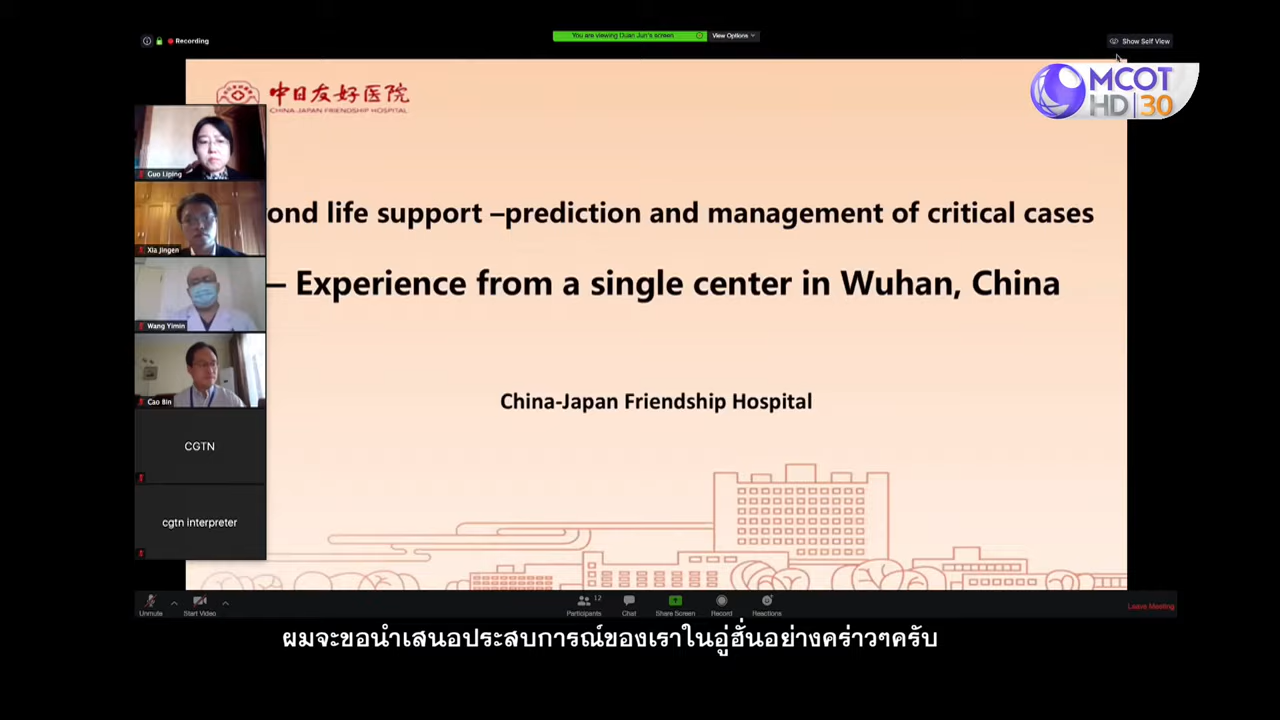 Recording
You are viewing Duan Jun's screen
View Options
Show Self View
MCOT
HD 30
中日友好医院
CHINA-JAPAN FRIENDSHIP HOSPITAL
Guo Liping
Xia Jingen
Wang Yimin
Cao Bin
CGTN
cgtn interpreter
ond life support –prediction and management of critical cases
– Experience from a single center in Wuhan, China
China-Japan Friendship Hospital
Unmute
Start Video
Participants 12
Chat
Share Screen
Record
Reactions
Leave Meeting
ผมจะขอนำเสนอประสบการณ์ของเราในอู่ฮั่นอย่างคร่าวๆครับ